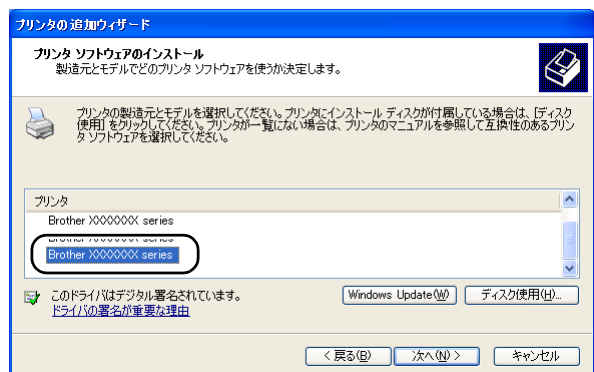 プリンタの追加ウィザード
プリンタ ソフトウェアのインストール
製造元とモデルでどのプリンタ ソフトウェアを使うか決定します。
プリンタの製造元とモデルを選択してください。プリンタにインストール ディスクが付属している場合は、[ディスク
使用] をクリックしてください。プリンタが一覧にない場合は、プリンタのマニュアルを参照して互換性のあるプリン
タ ソフトウェアを選択してください。
プリンタ
Brother XXXXXXX series
Brother XXXXXXX series
Brother XXXXXXX series
このドライバはデジタル署名されています。
ドライバの署名が重要な理由
Windows Update(W)
ディスク使用(H)...
< 戻る(B)
次へ(N) >
キャンセル